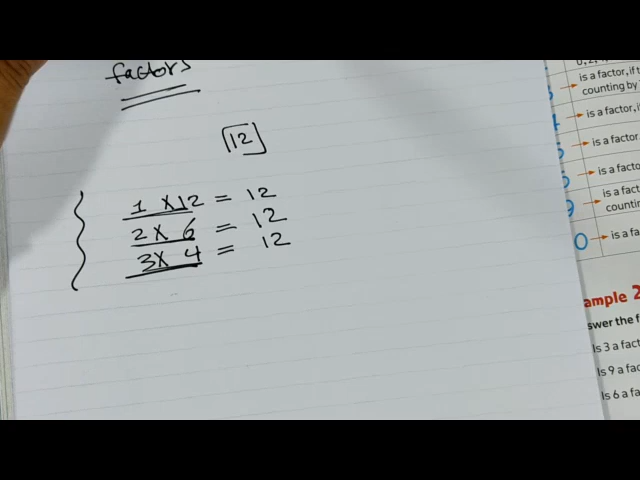 factors
12
1 X 12 = 12
2 X 6 = 12
3 X 4 = 12
is a factor, if
counting by
is a factor, i
is a factor.
is a factor
is a fact
countin
is a fa
ample 2
swer the f
Is 3 a fact
Is 9 a fac
Is 6 a fac